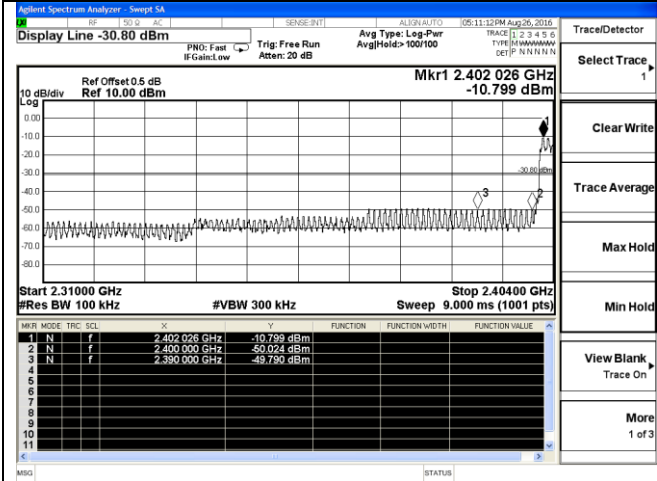 Agilent Spectrum Analyzer - Swept SA
RF 50 Ω AC SENSE:INT ALIGN AUTO 05:11:12 PM Aug 26, 2016
Display Line -30.80 dBm
PNO: Fast Trig: Free Run
IFGain:Low Atten: 20 dB
Avg Type: Log-Pwr
Avg|Hold:> 100/100
TRACE 1 2 3 4 5 6
TYPE M WWWWW
DET P N N N N N
Mkr1 2.402 026 GHz
-10.799 dBm
Ref Offset 0.5 dB
10 dB/div Ref 10.00 dBm
Log
0.00
-10.0
-20.0
-30.0
-40.0
-50.0
-60.0
-70.0
-80.0
1
-30.80 dBm
3
2
Start 2.31000 GHz Stop 2.40400 GHz
#Res BW 100 kHz #VBW 300 kHz Sweep 9.000 ms (1001 pts)
MKR MODE TRC SCL X Y FUNCTION FUNCTION WIDTH FUNCTION VALUE
1 N f 2.402 026 GHz -10.799 dBm
2 N f 2.400 000 GHz -50.024 dBm
3 N f 2.390 000 GHz -49.790 dBm
4
5
6
7
8
9
10
11
MSG STATUS
Trace/Detector
Select Trace
1
Clear Write
Trace Average
Max Hold
Min Hold
View Blank
Trace On
More
1 of 3